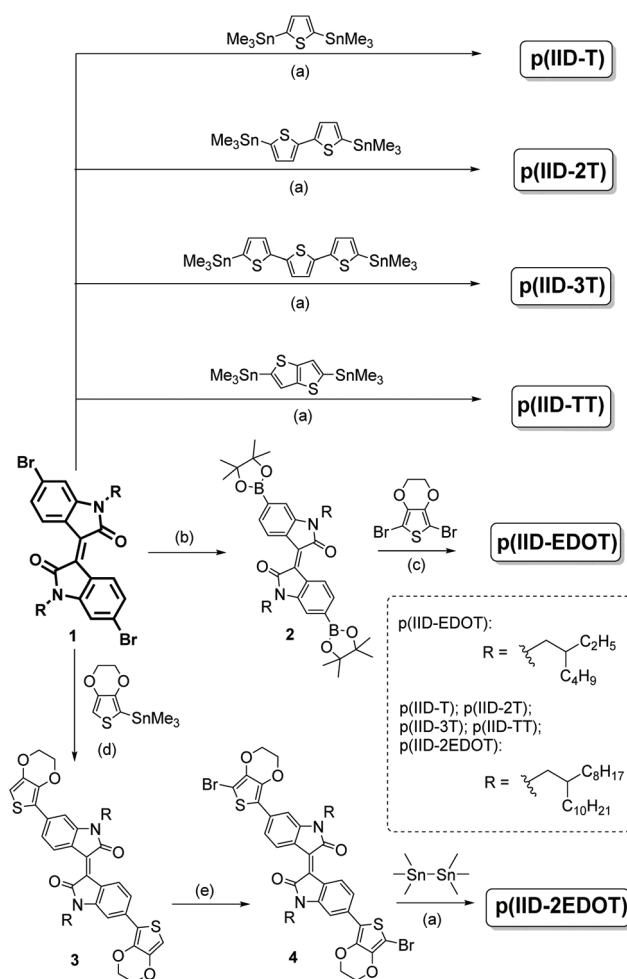 Me3Sn S SnMe3
(a)
p(IID-T)
Me3Sn S S SnMe3
(a)
p(IID-2T)
Me3Sn S S S SnMe3
(a)
p(IID-3T)
Me3Sn S S SnMe3
(a)
p(IID-TT)
Br
R
N
O
O
N
R
Br
1
(b)
O
B O
R
N
O
O
N
R
B O
O
2
O O
Br S Br
(c)
p(IID-EDOT)
p(IID-EDOT):
R =
C2H5
C4H9
p(IID-T); p(IID-2T);
p(IID-3T); p(IID-TT);
p(IID-2EDOT):
R =
C8H17
C10H21
O O
S SnMe3
(d)
O
O
S
R
N
O
O
N
R
S
O
O
3
(e)
O
Br O
S
R
N
O
O
N
R
S
Br
O
O
4
Sn Sn
(a)
p(IID-2EDOT)